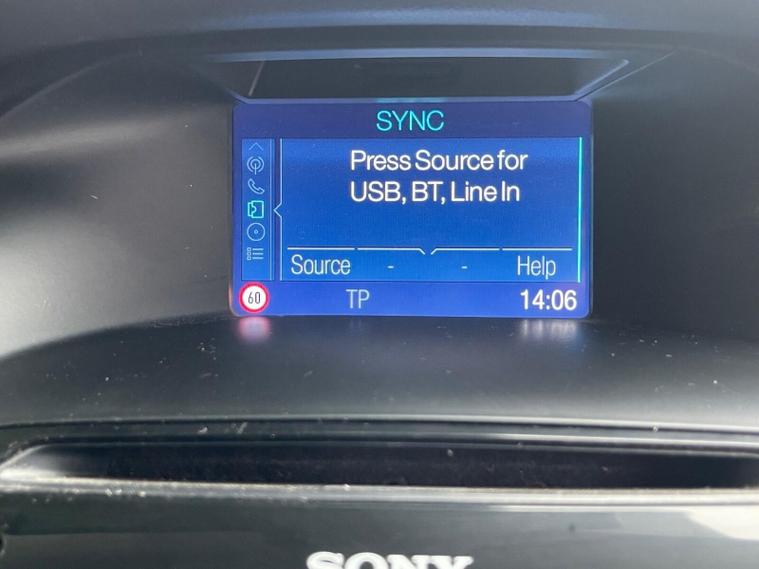 SYNC
Press Source for
USB, BT, Line In
Source - - Help
60 TP 14:06
SONY